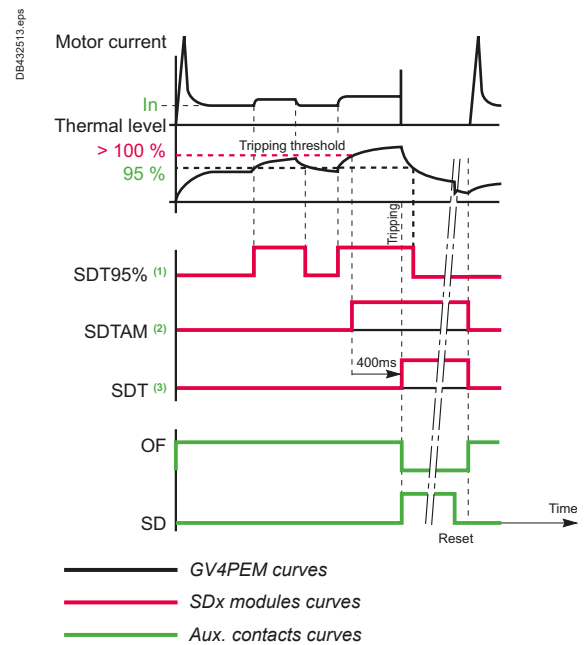 DB432513.eps
Motor current
In
Thermal level
> 100 %
Tripping threshold
95 %
Tripping
SDT95% (1)
SDTAM (2)
400ms
SDT (3)
OF
SD
Time
Reset
GV4PEM curves
SDx modules curves
Aux. contacts curves